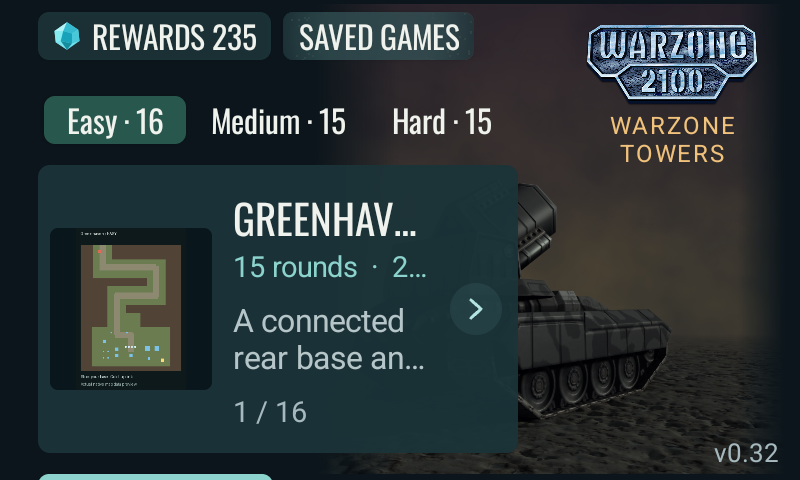 REWARDS 235
SAVED GAMES
WARZONE
2100
WARZONE
TOWERS
Easy · 16
Medium · 15
Hard · 15
GREENHAV...
15 rounds · 2...
A connected
rear base an...
1 / 16
v0.32